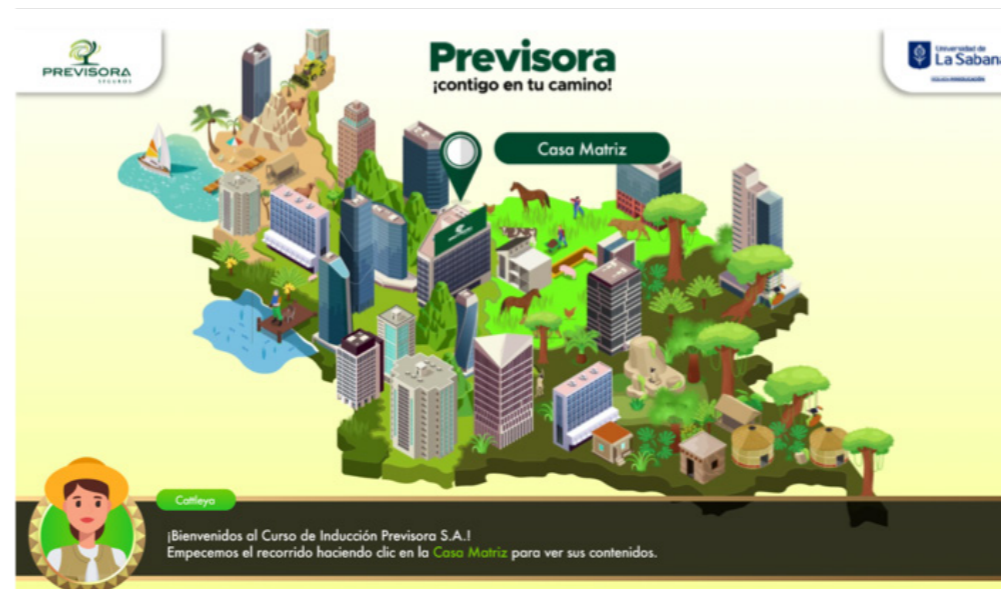 PREVISORA
SEGUROS
Previsora
¡contigo en tu camino!
Universidad de
La Sabana
Casa Matriz
PREVISORA
Cattleya
¡Bienvenidos al Curso de Inducción Previsora S.A.!
Empecemos el recorrido haciendo clic en la Casa Matriz para ver sus contenidos.